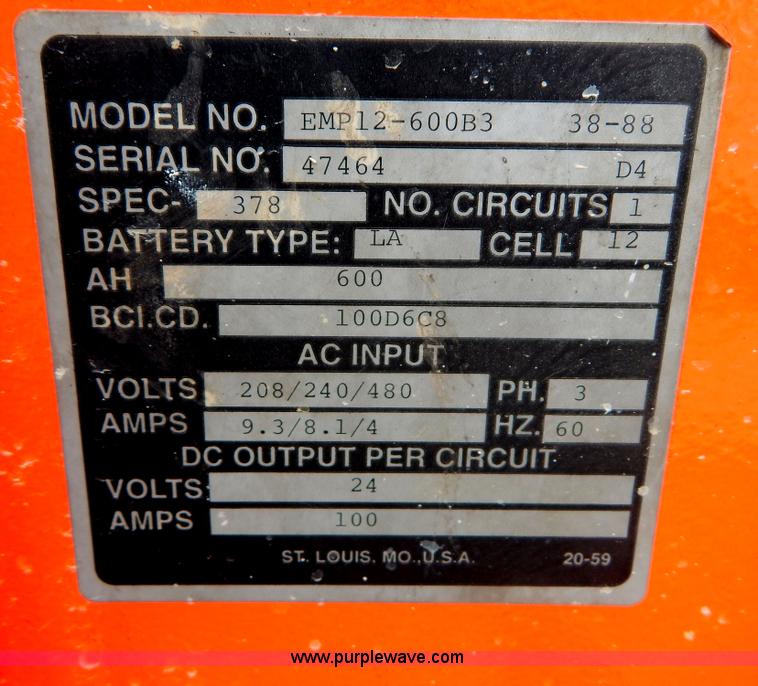 MODEL NO. EMP12-600B3 38-88
SERIAL NO. 47464 D4
SPEC- 378 NO. CIRCUITS 1
BATTERY TYPE: LA CELL 12
AH 600
BCI.CD. 100D6C8
AC INPUT
VOLTS 208/240/480 PH. 3
AMPS 9.3/8.1/4 HZ. 60
DC OUTPUT PER CIRCUIT
VOLTS 24
AMPS 100
ST. LOUIS. MO.,U.S.A. 20-59
www.purplewave.com